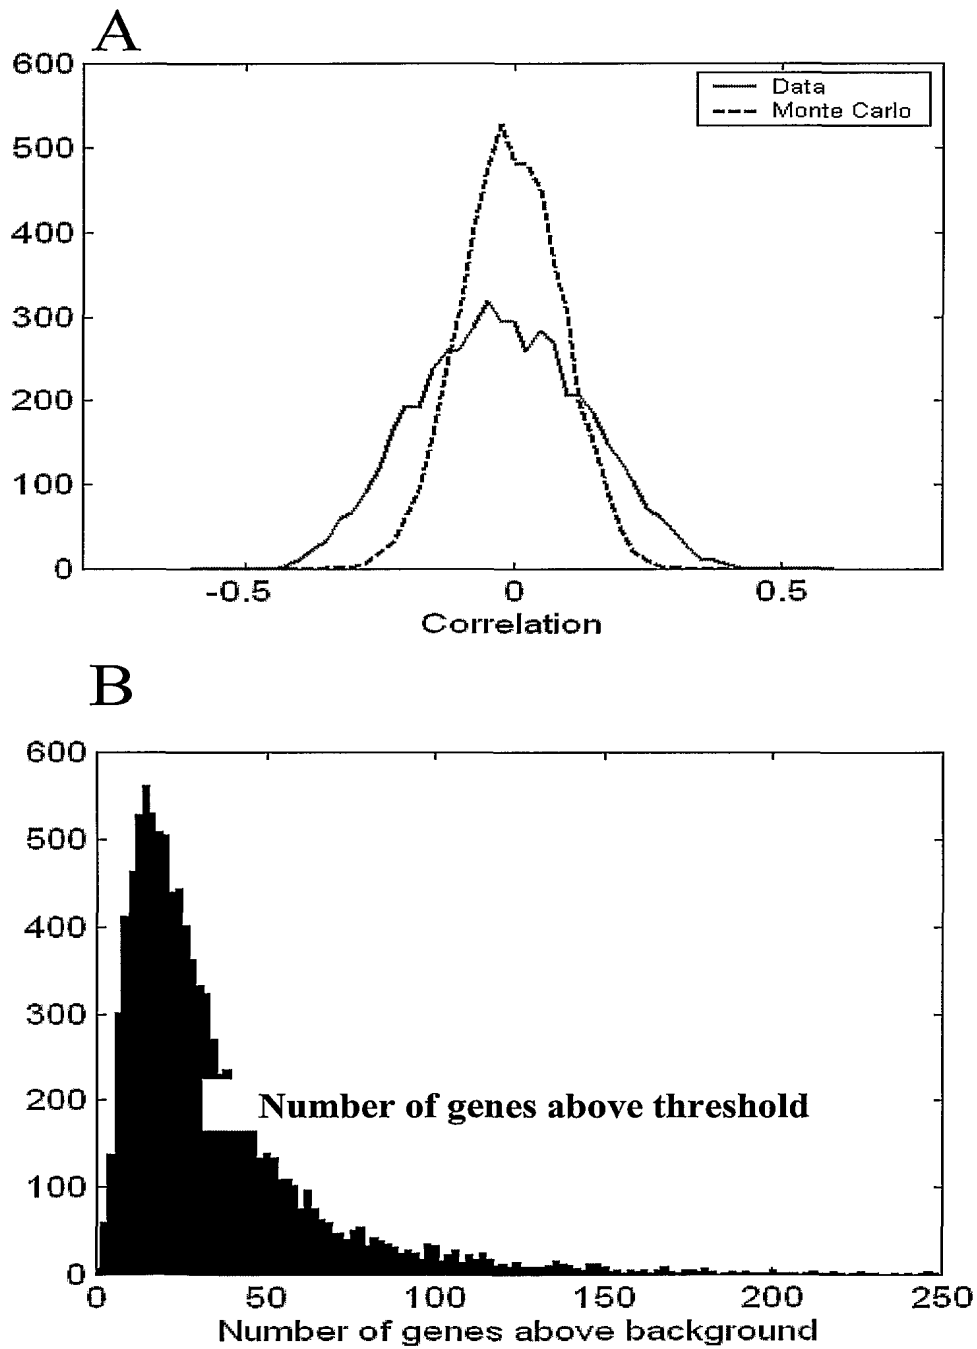 A
600
500
400
300
200
100
0
Data
Monte Carlo
-0.5 0 0.5
Correlation
B
600
500
400
300
200
100
0
Number of genes above threshold
0 50 100 150 200 250
Number of genes above background